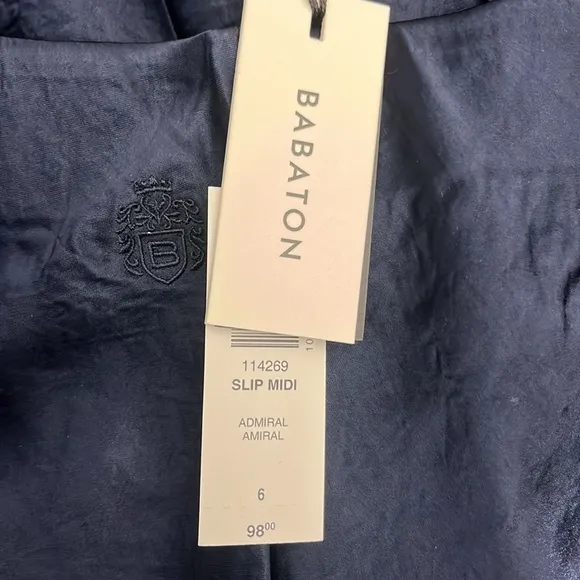 BABATON
B
114269
SLIP MIDI
ADMIRAL
AMIRAL
6
98⁰⁰